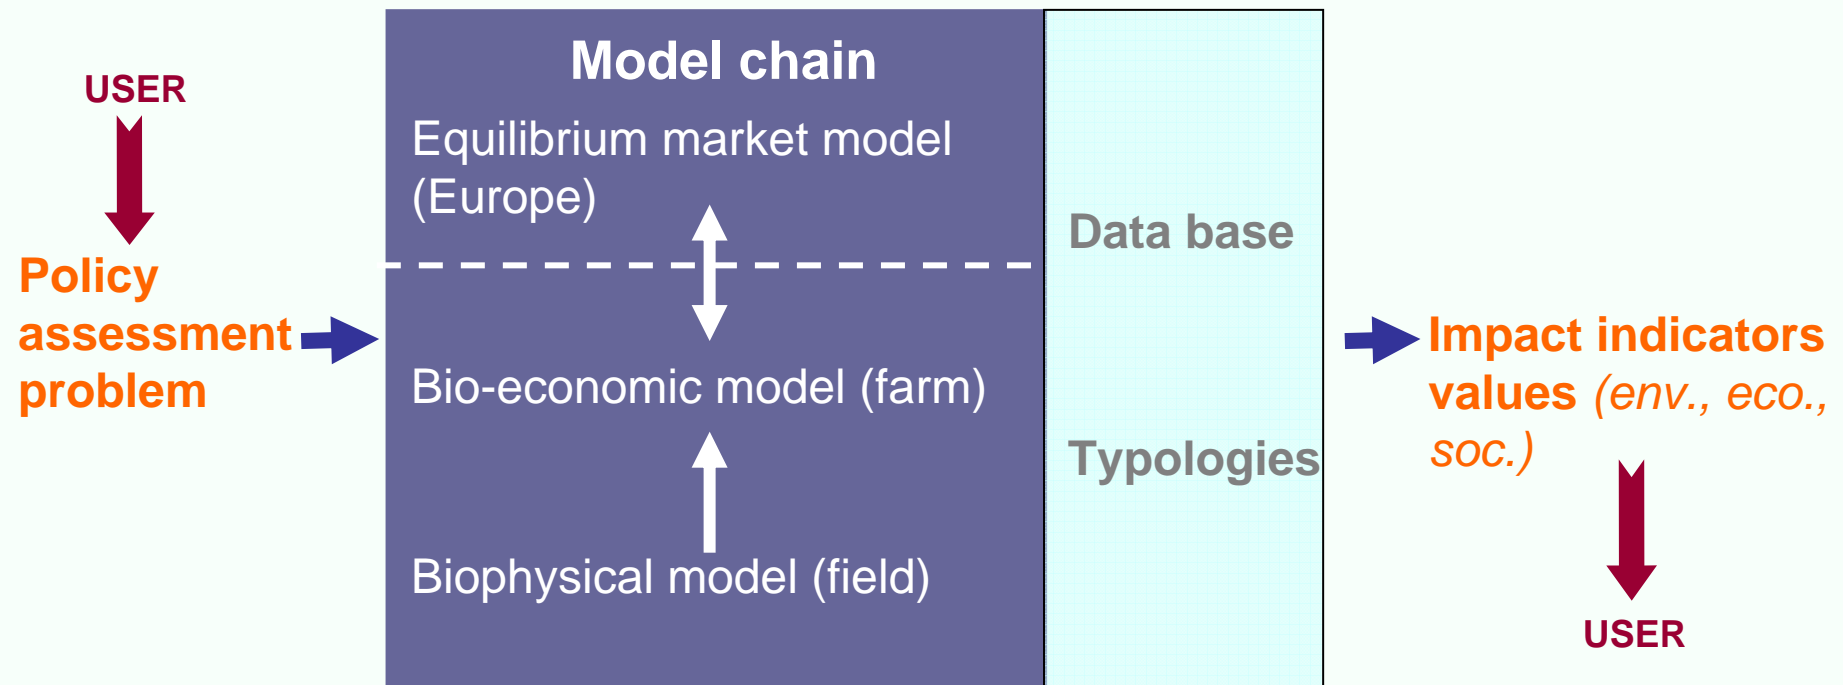 USER
Policy
assessment
problem
Model chain
Equilibrium market model
(Europe)
Bio-economic model (farm)
Biophysical model (field)
Data base
Typologies
Impact indicators
values (env., eco.,
soc.)
USER